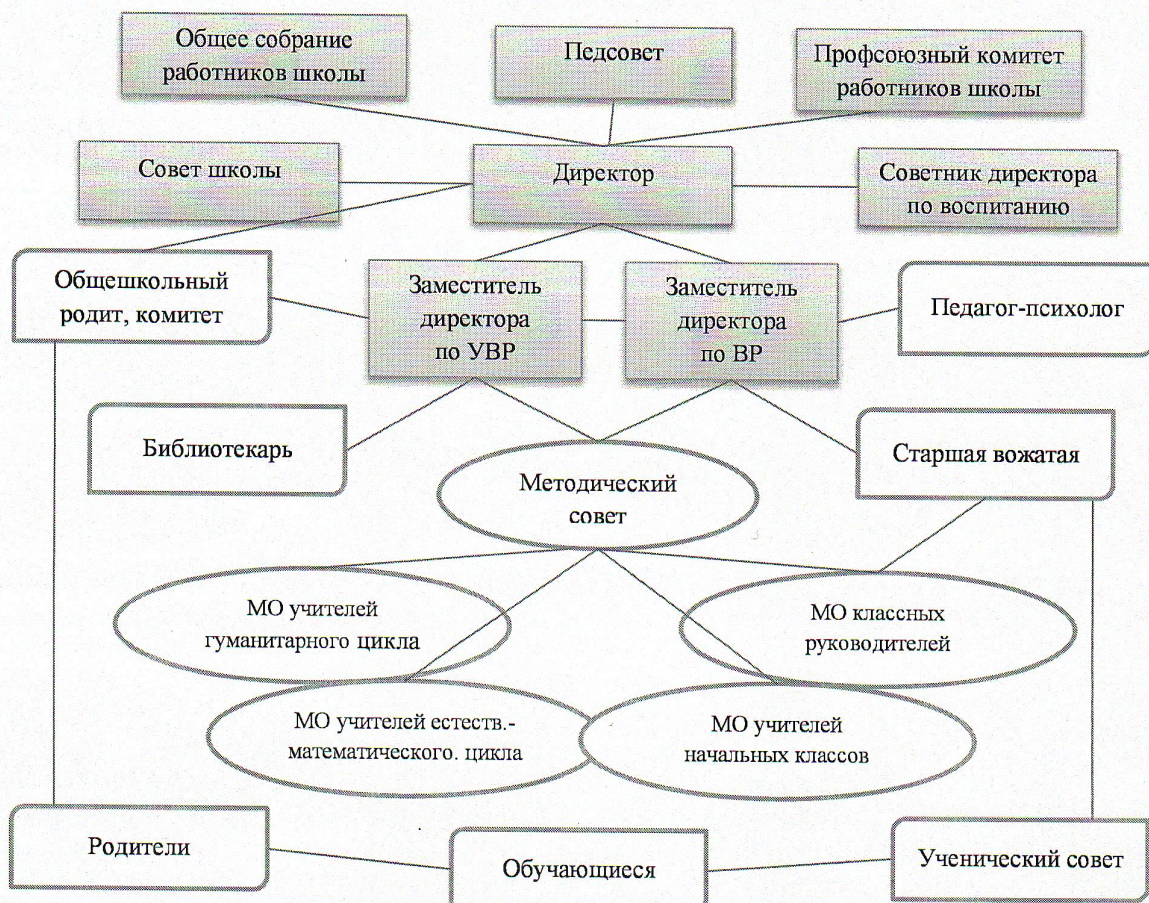 Общее собрание
работников школы
Педсовет
Профсоюзный комитет
работников школы
Совет школы
Директор
Советник директора
по воспитанию
Общешкольный
родит, комитет
Заместитель
директора
по УВР
Заместитель
директора
по ВР
Педагог-психолог
Библиотекарь
Методический
совет
Старшая вожатая
МО учителей
гуманитарного цикла
МО классных
руководителей
МО учителей естеств.-
математического. цикла
МО учителей
начальных классов
Родители
Обучающиеся
Ученический совет